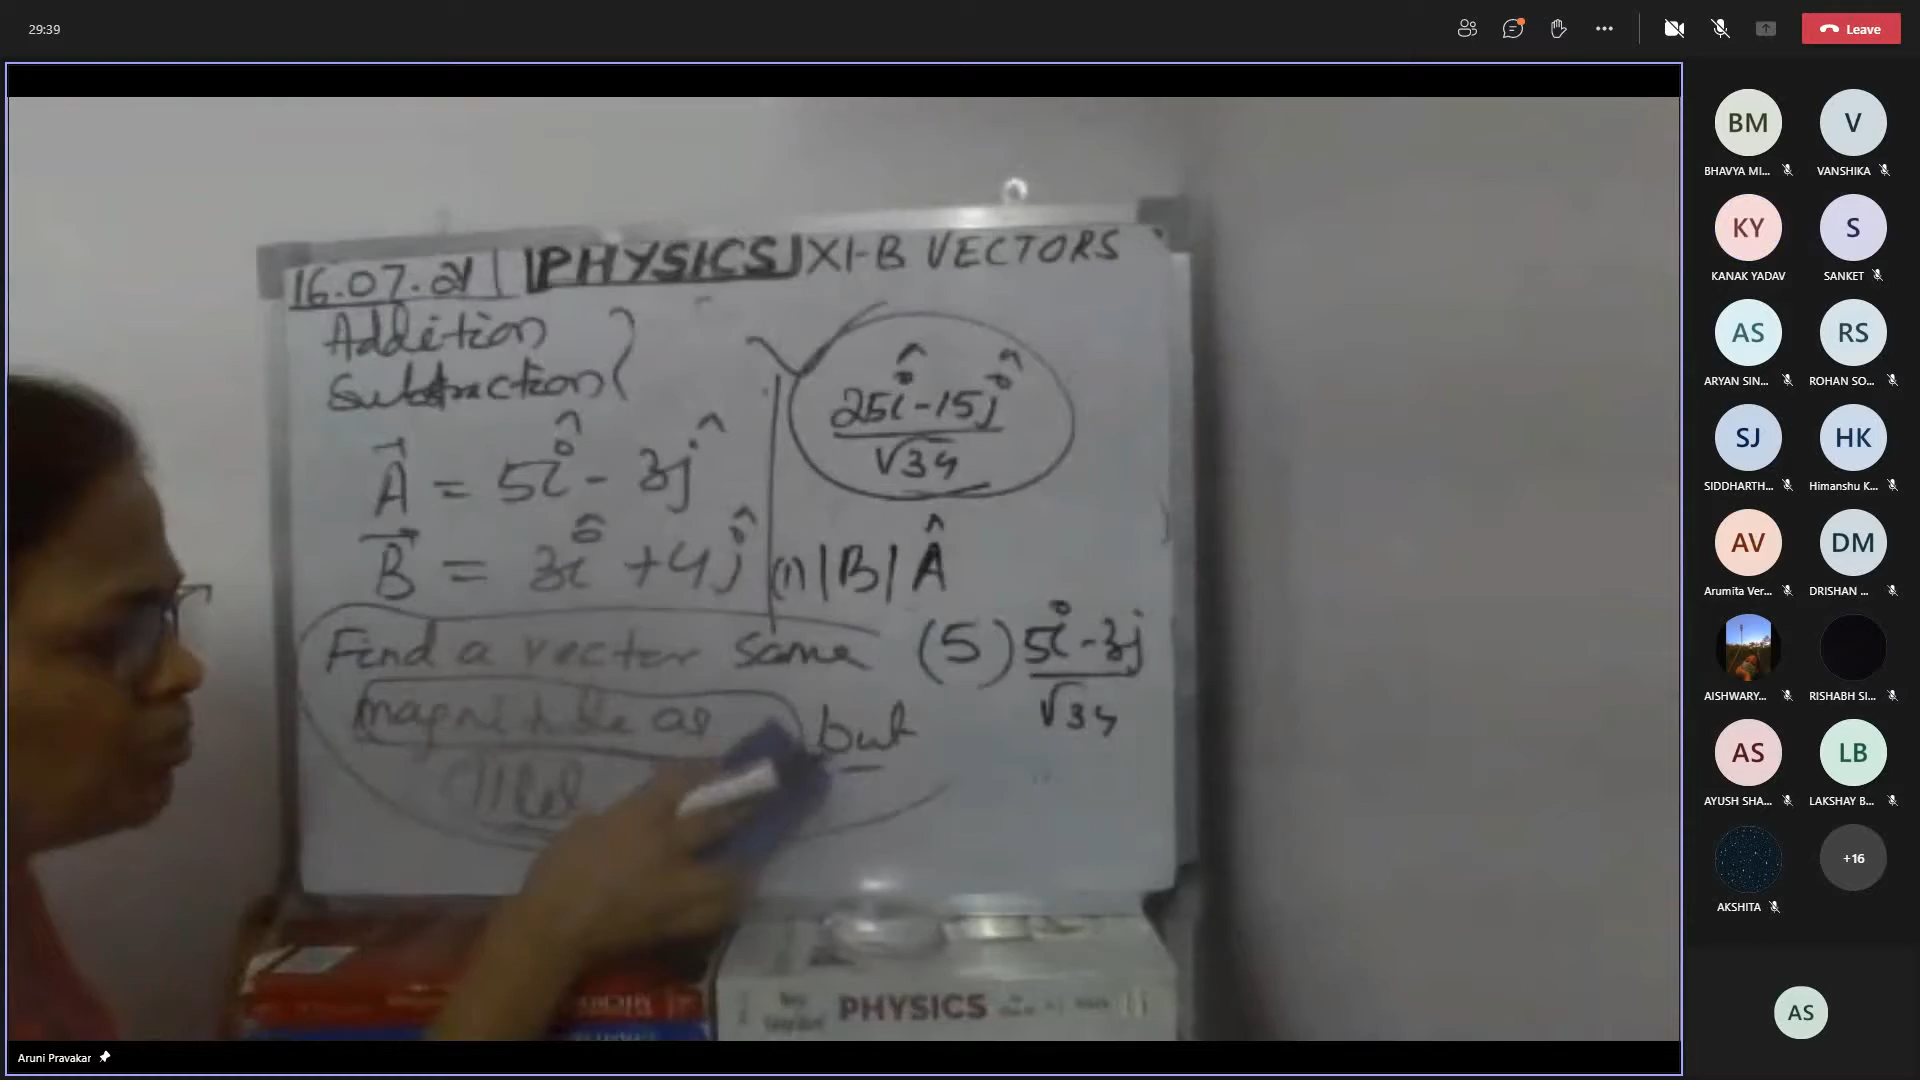 29:39
Leave
16.07.21 PHYSICS XI-B VECTORS
Addition
Subtraction
A⃗ = 5î - 3ĵ
B⃗ = 3î + 4ĵ
25î - 15ĵ
√34
(1) |B| Â
Find a vector same
magnitude as
but
(5) 5i - 3j
√34
PHYSICS
Aruni Pravakar
BM
BHAVYA MI...
V
VANSHIKA
KY
KANAK YADAV
S
SANKET
AS
ARYAN SIN...
RS
ROHAN SO...
SJ
SIDDHARTH...
HK
Himanshu K...
AV
Arumita Ver...
DM
DRISHAN ...
AISHWARY...
RISHABH SI...
AS
AYUSH SHA...
LB
LAKSHAY B...
AKSHITA
+16
AS